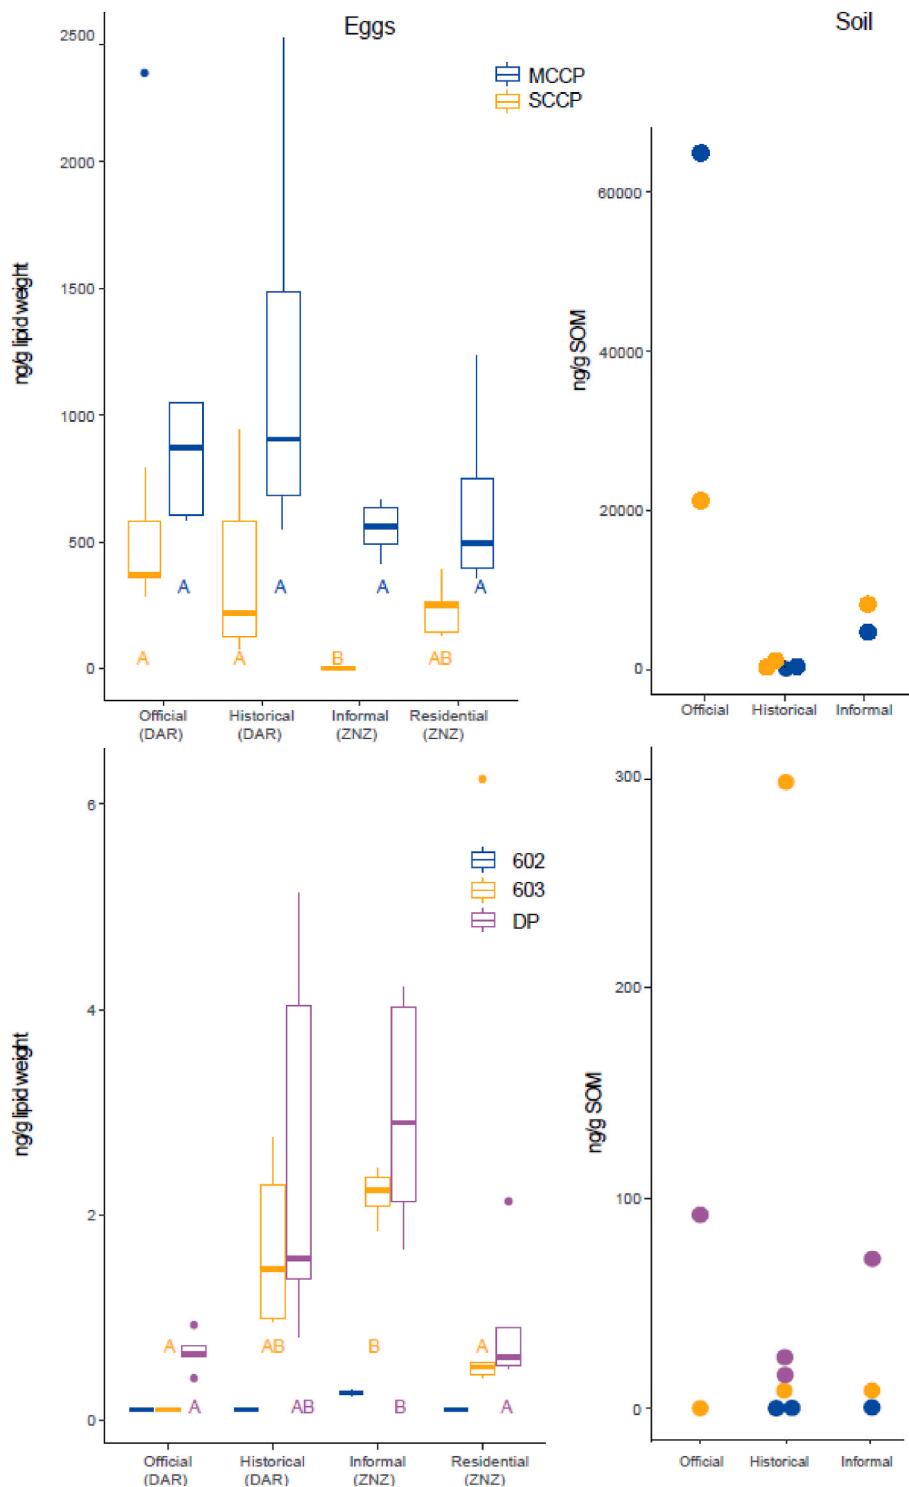 Eggs
Soil
MCCP
SCCP
2500
2000
1500
1000
500
0
ng/g lipid weight
A
A
A
A
B
A
AB
A
Official
(DAR)
Historical
(DAR)
Informal
(ZNZ)
Residential
(ZNZ)
60000
40000
20000
0
ng/g SOM
Official
Historical
Informal
602
603
DP
6
4
2
0
ng/g lipid weight
A
AB
B
A
A
AB
B
A
Official
(DAR)
Historical
(DAR)
Informal
(ZNZ)
Residential
(ZNZ)
300
200
100
0
ng/g SOM
Official
Historical
Informal